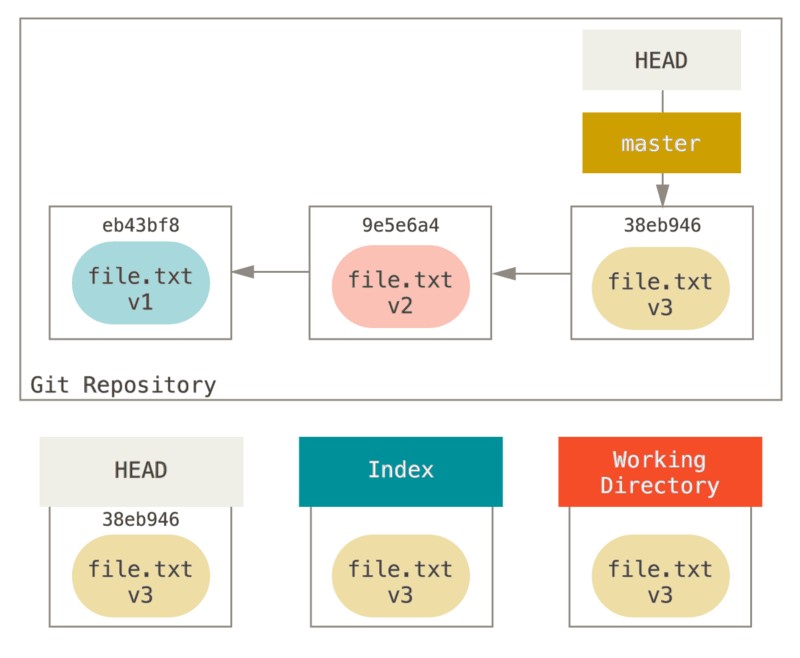 HEAD
master
eb43bf8
9e5e6a4
38eb946
file.txt
v1
file.txt
v2
file.txt
v3
Git Repository
HEAD
Index
Working
Directory
38eb946
file.txt
v3
file.txt
v3
file.txt
v3